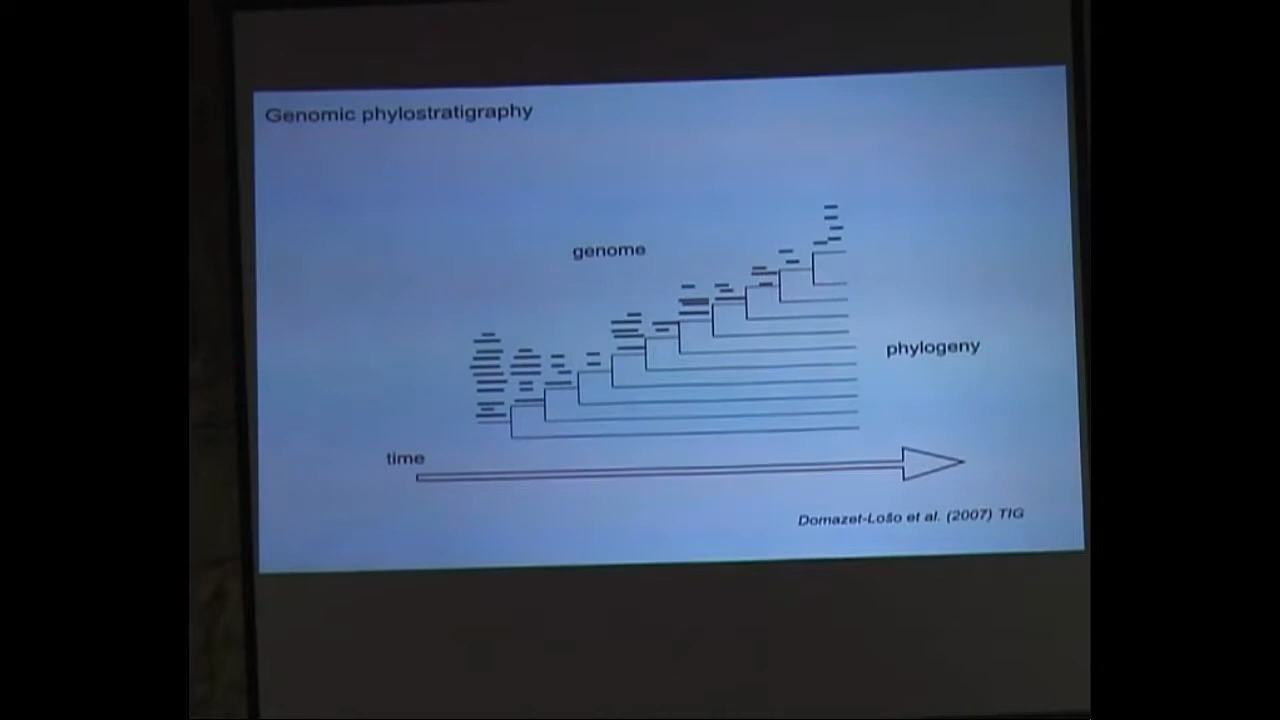 Genomic phylostratigraphy
genome
phylogeny
time
Domazet-Lošo et al. (2007) TIG